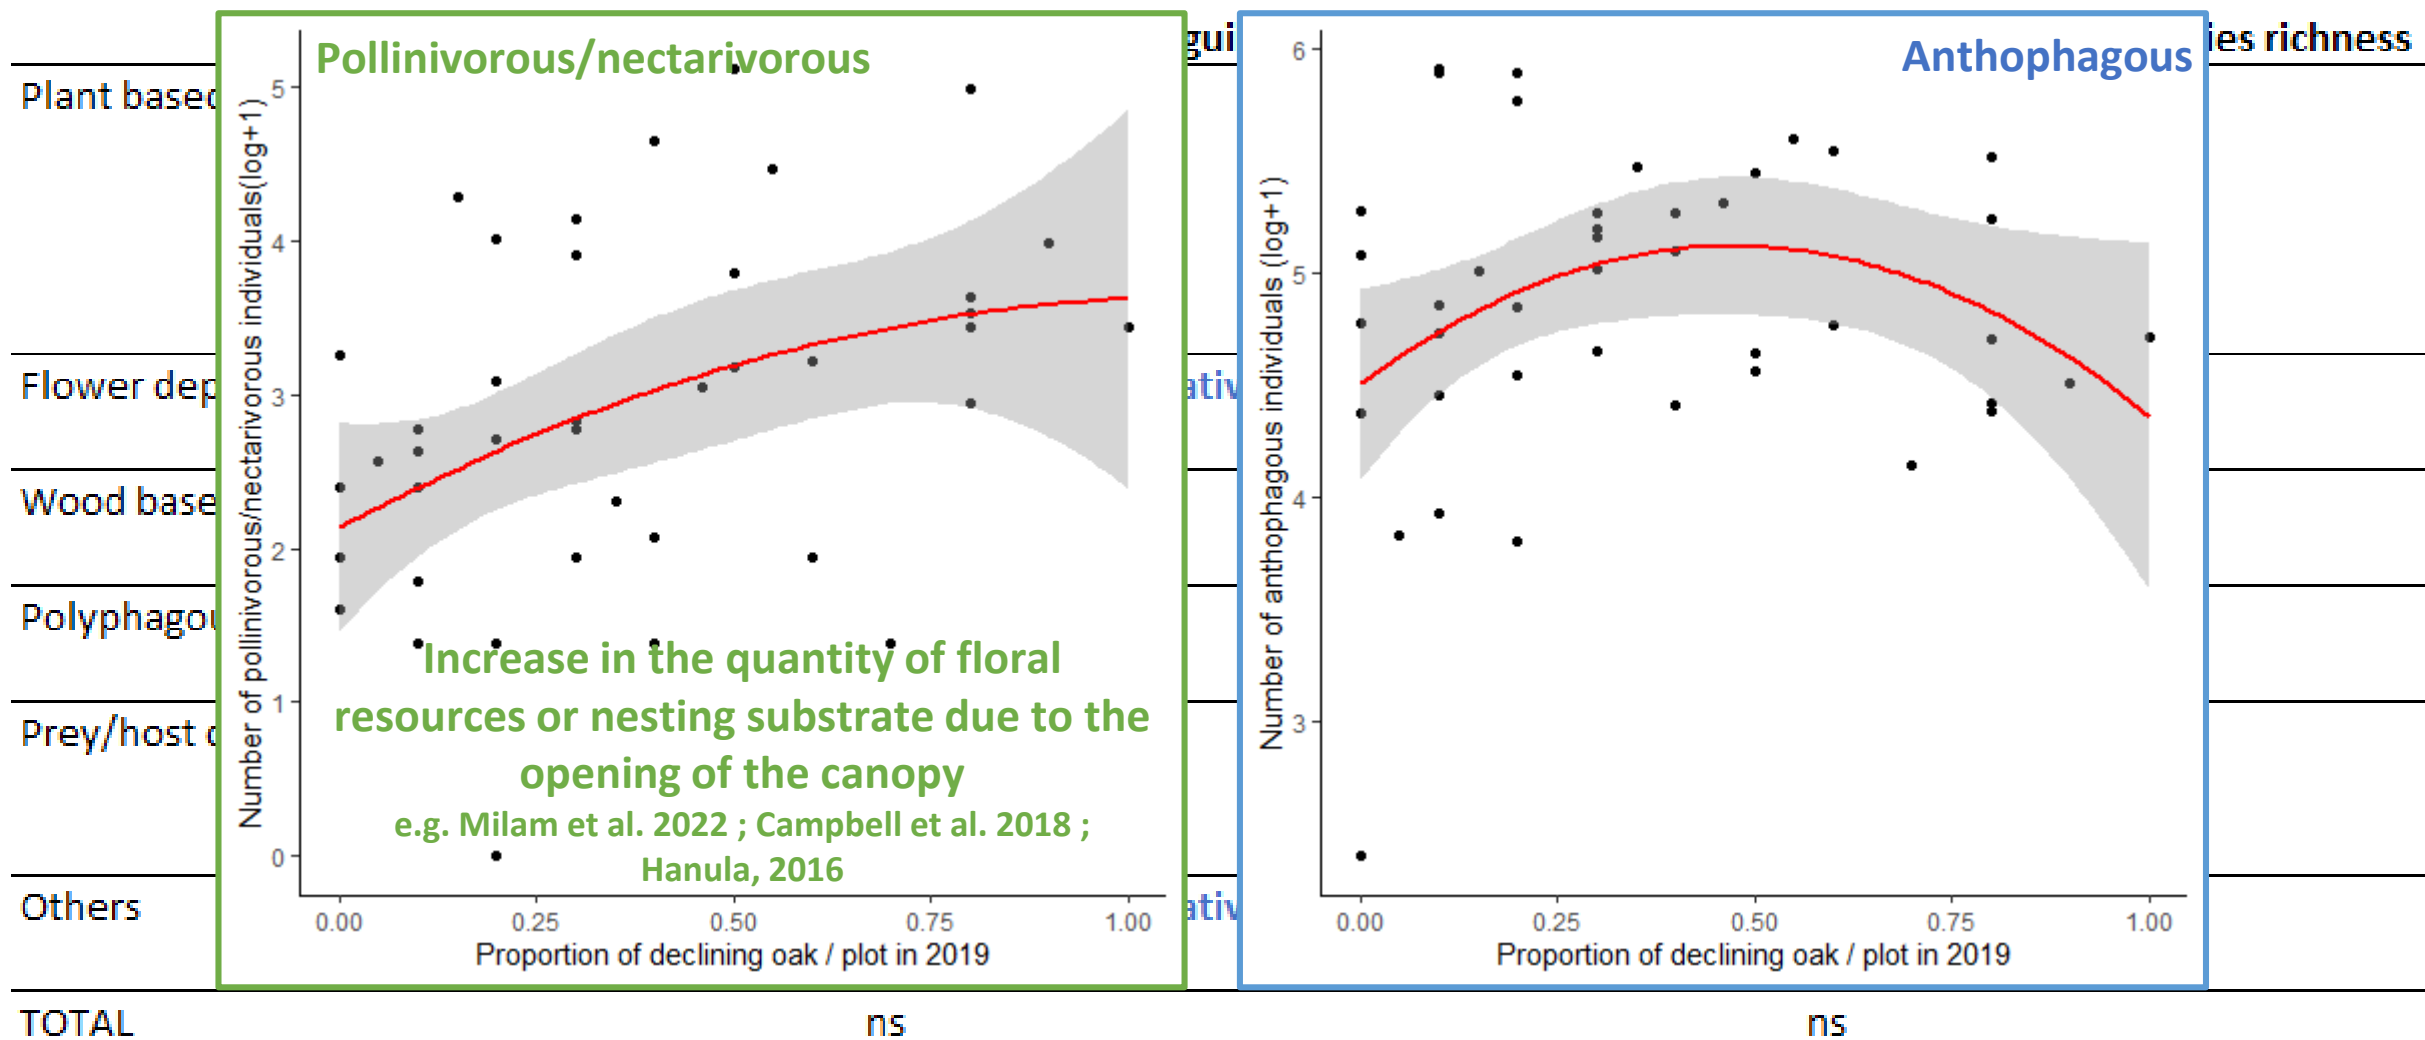 ies richness
Plant based
Flower dep
Wood base
Polyphago
Prey/host
Others
TOTAL
ns
ns
gui
ativ
ativ
Pollinivorous/nectarivorous
Number of pollinivorous/nectarivorous individuals(log+1)
5
4
3
2
1
0
Increase in the quantity of floral
resources or nesting substrate due to the
opening of the canopy
e.g. Milam et al. 2022 ; Campbell et al. 2018 ;
Hanula, 2016
0.00 0.25 0.50 0.75 1.00
Proportion of declining oak / plot in 2019
Anthophagous
Number of anthophagous individuals (log+1)
6
5
4
3
0.00 0.25 0.50 0.75 1.00
Proportion of declining oak / plot in 2019